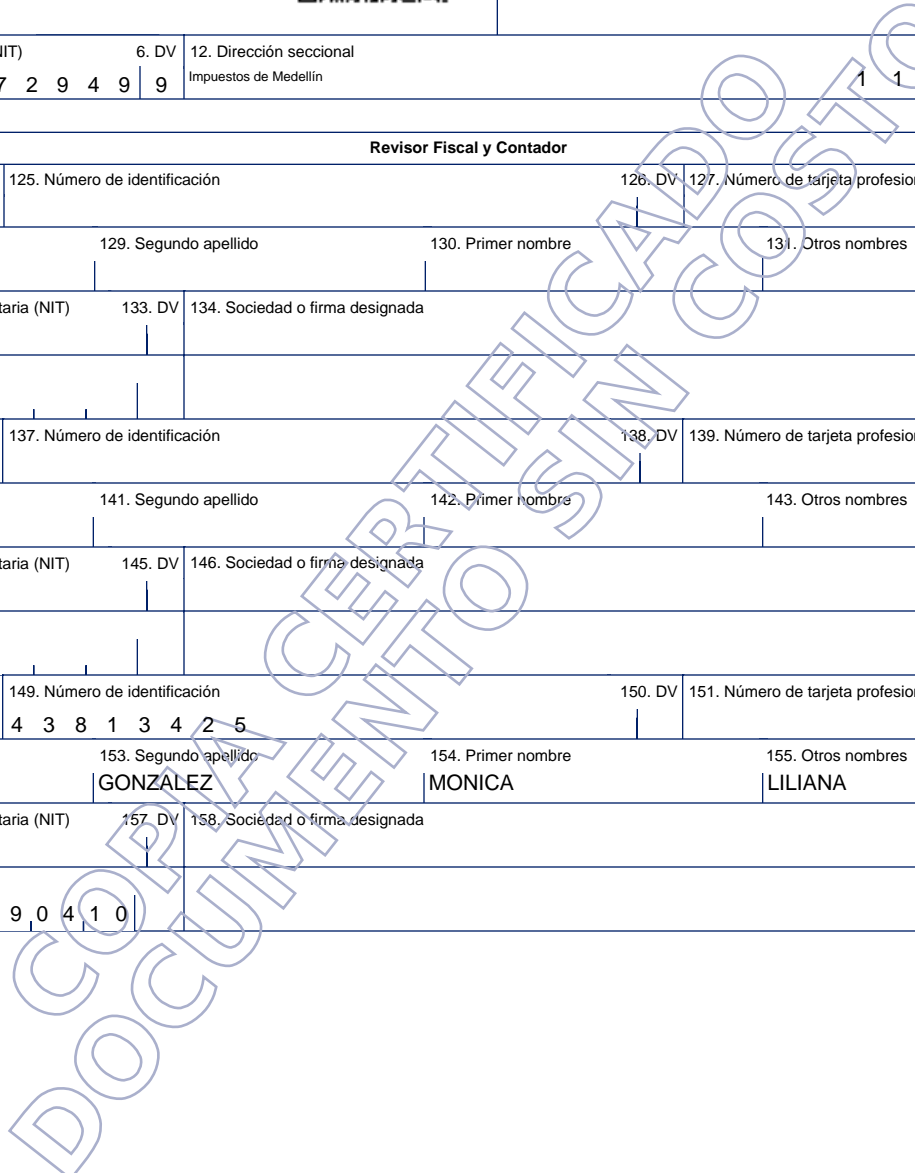 NIT) 6. DV 12. Dirección seccional
7 2 9 4 9 9 Impuestos de Medellín 1 1
Revisor Fiscal y Contador
125. Número de identificación 126. DV 127. Número de tarjeta profesion
129. Segundo apellido 130. Primer nombre 131. Otros nombres
taria (NIT) 133. DV 134. Sociedad o firma designada
137. Número de identificación 138. DV 139. Número de tarjeta profesion
141. Segundo apellido 142. Primer nombre 143. Otros nombres
taria (NIT) 145. DV 146. Sociedad o firma designada
149. Número de identificación 150. DV 151. Número de tarjeta profesion
4 3 8 1 3 4 2 5
153. Segundo apellido 154. Primer nombre 155. Otros nombres
GONZALEZ MONICA LILIANA
taria (NIT) 157. DV 158. Sociedad o firma designada
9 0 4 1 0
COPIA CERTIFICADO
DOCUMENTO SIN COSTO